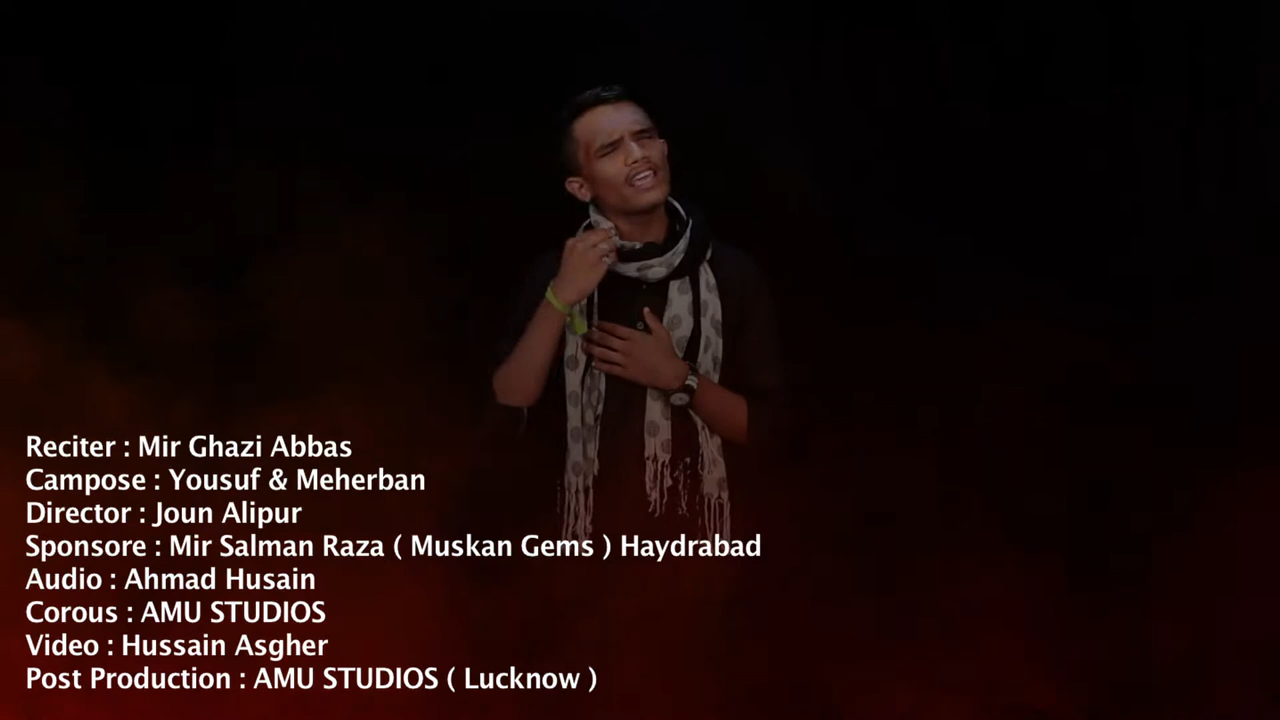 Reciter : Mir Ghazi Abbas
Campose : Yousuf & Meherban
Director : Joun Alipur
Sponsore : Mir Salman Raza ( Muskan Gems ) Haydrabad
Audio : Ahmad Husain
Corous : AMU STUDIOS
Video : Hussain Asgher
Post Production : AMU STUDIOS ( Lucknow )